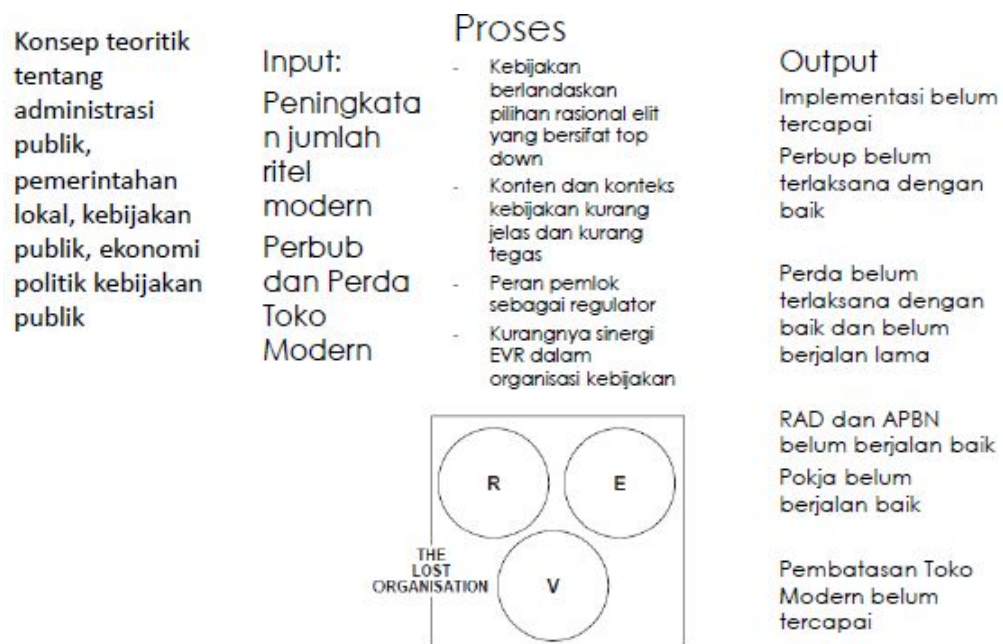 Konsep teoritik
tentang
administrasi
publik,
pemerintahan
lokal, kebijakan
publik, ekonomi
politik kebijakan
publik
Input:
Peningkata
n jumlah
ritel
modern
Perbub
dan Perda
Toko
Modern
Proses
- Kebijakan
berlandaskan
pilihan rasional elit
yang bersifat top
down
- Konten dan konteks
kebijakan kurang
jelas dan kurang
tegas
- Peran pemlok
sebagai regulator
- Kurangnya sinergi
EVR dalam
organisasi kebijakan
R
E
V
THE
LOST
ORGANISATION
Output
Implementasi belum
tercapai
Perbup belum
terlaksana dengan
baik
Perda belum
terlaksana dengan
baik dan belum
berjalan lama
RAD dan APBN
belum berjalan baik
Pokja belum
berjalan baik
Pembatasan Toko
Modern belum
tercapai